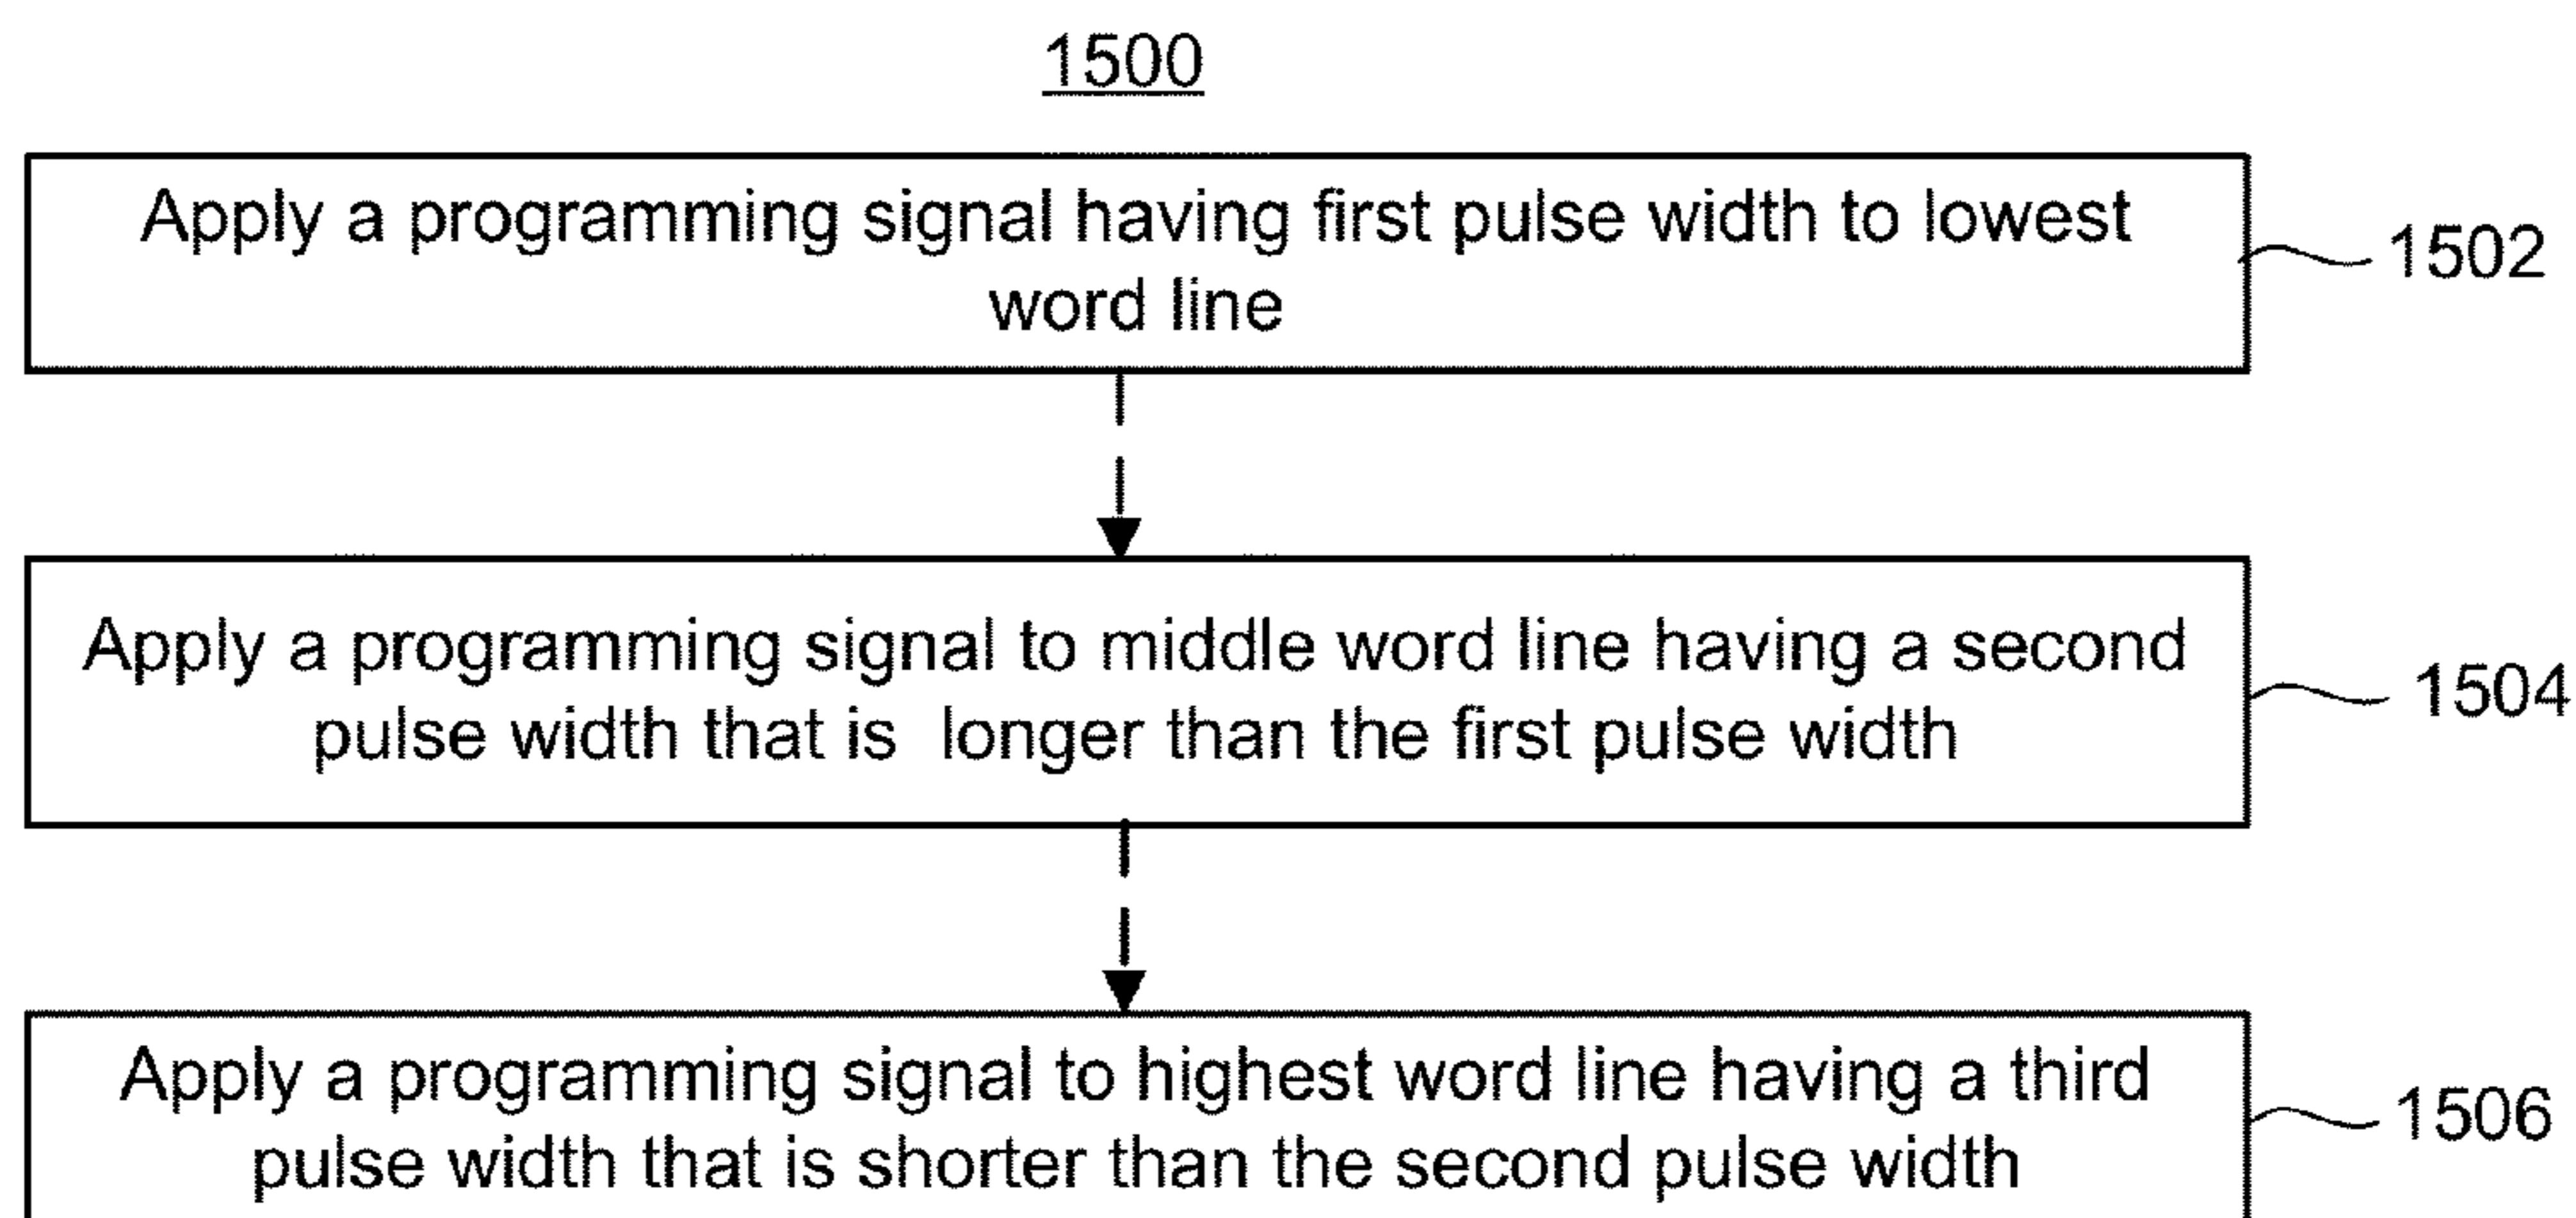 1500
Apply a programming signal having first pulse width to lowest
word line
1502
Apply a programming signal to middle word line having a second
pulse width that is longer than the first pulse width
1504
Apply a programming signal to highest word line having a third
pulse width that is shorter than the second pulse width
1506